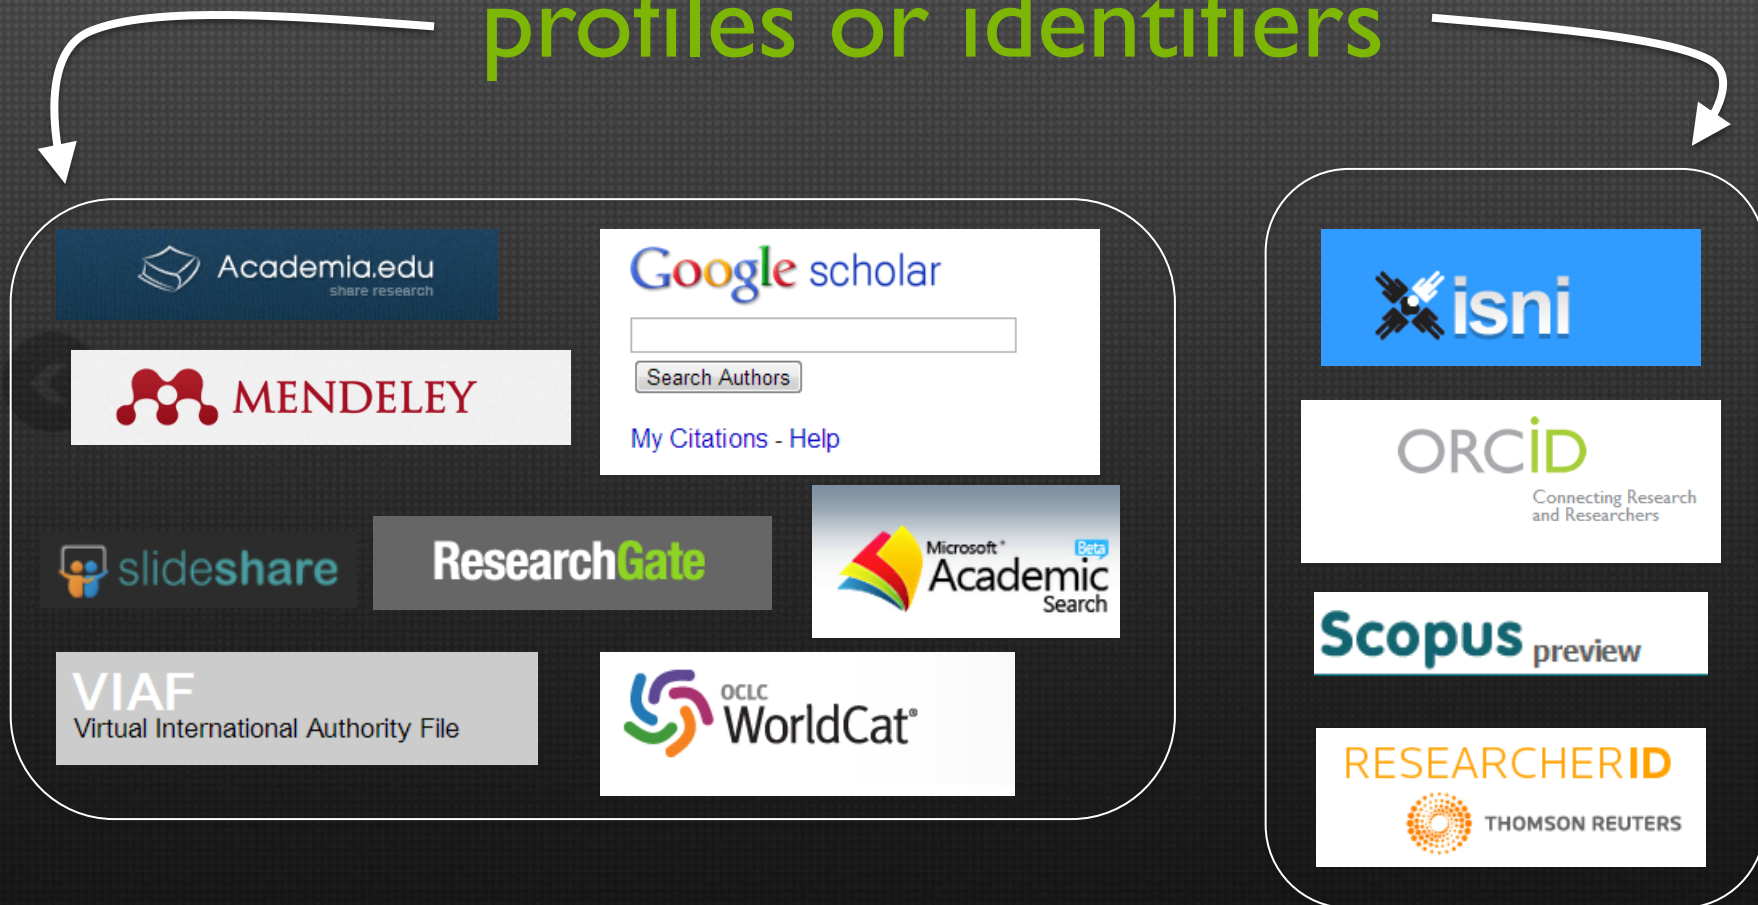 profiles or identifiers
Academia.edu
share research
MENDELEY
Google scholar
Search Authors
My Citations - Help
slideshare
ResearchGate
Microsoft® Beta
Academic
Search
VIAF
Virtual International Authority File
OCLC
WorldCat®
isni
ORCiD
Connecting Research
and Researchers
Scopus preview
RESEARCHERID
THOMSON REUTERS